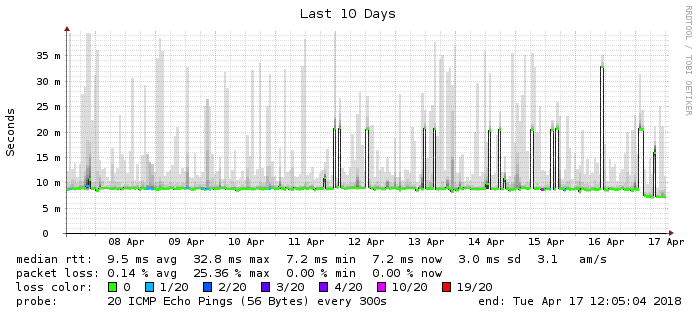 Last 10 Days
RRDTOOL / TOBI OETIKER
Seconds
35 m
30 m
25 m
20 m
15 m
10 m
5 m
0
08 Apr 09 Apr 10 Apr 11 Apr 12 Apr 13 Apr 14 Apr 15 Apr 16 Apr 17 Apr
median rtt: 9.5 ms avg 32.8 ms max 7.2 ms min 7.2 ms now 3.0 ms sd 3.1 am/s
packet loss: 0.14 % avg 25.36 % max 0.00 % min 0.00 % now
loss color: 0 1/20 2/20 3/20 4/20 10/20 19/20
probe: 20 ICMP Echo Pings (56 Bytes) every 300s end: Tue Apr 17 12:05:04 2018